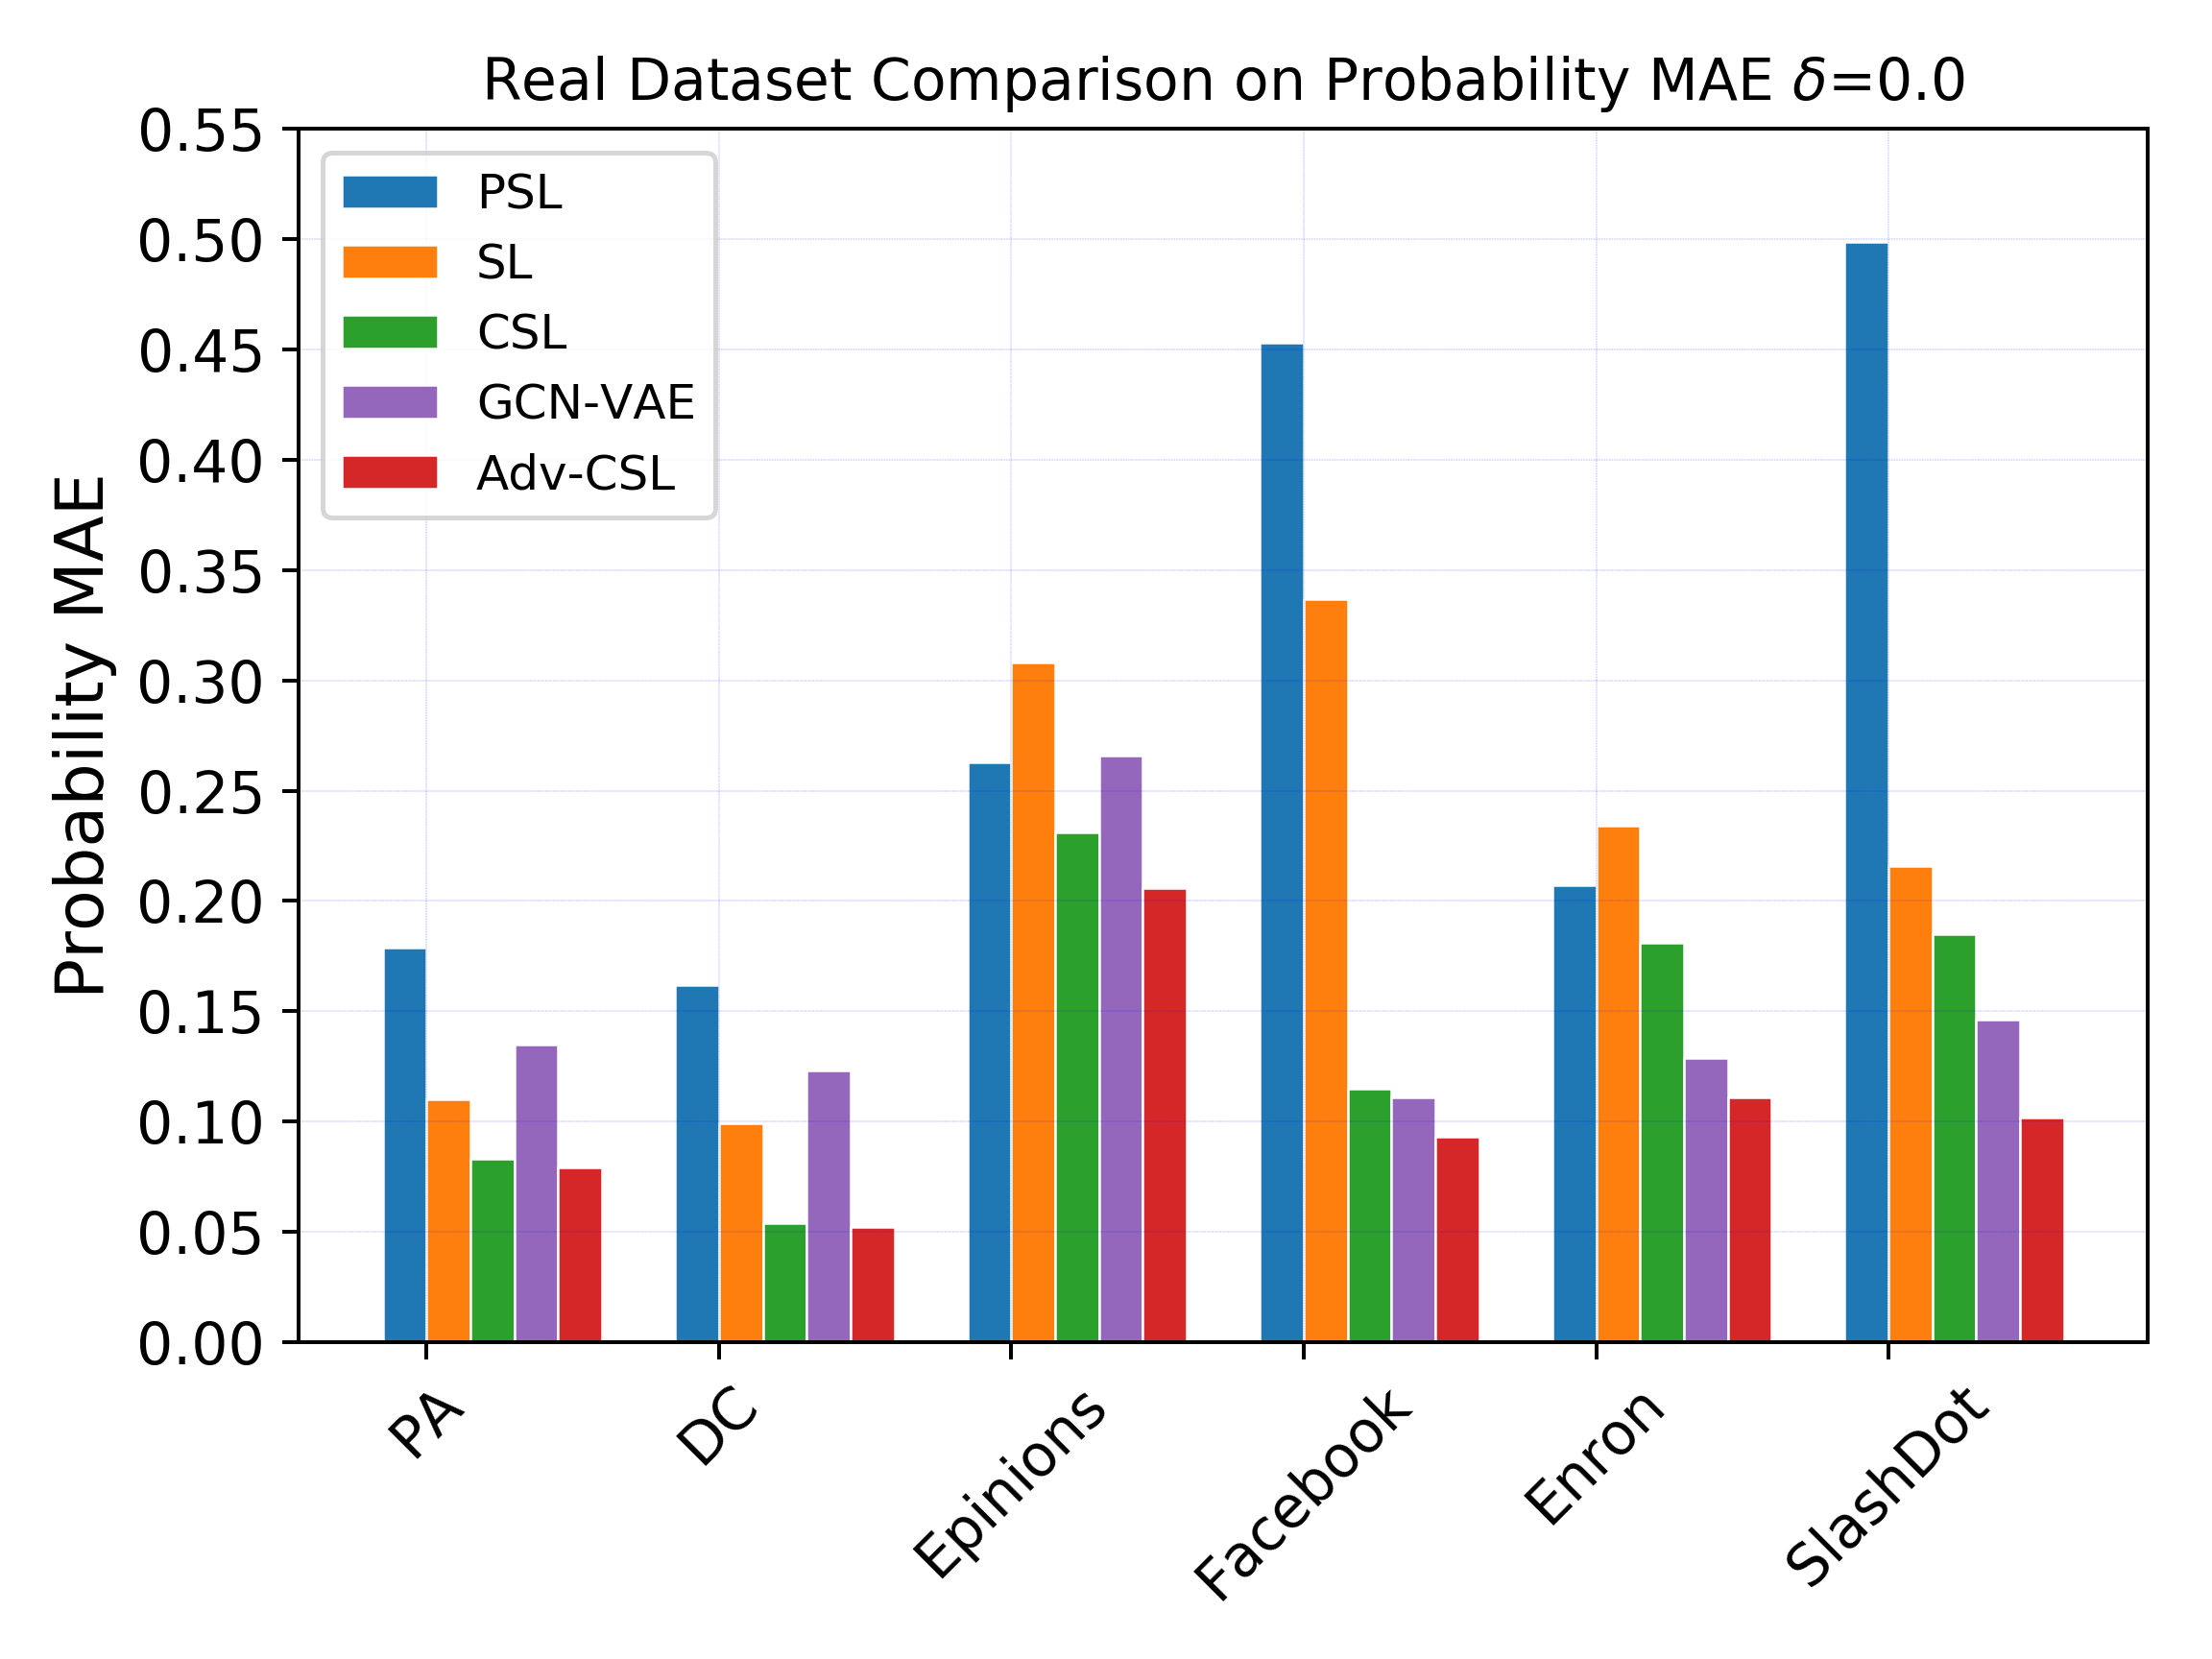 Real Dataset Comparison on Probability MAE δ=0.0
Probability MAE
0.55
0.50
0.45
0.40
0.35
0.30
0.25
0.20
0.15
0.10
0.05
0.00
PSL
SL
CSL
GCN-VAE
Adv-CSL
PA
DC
Epinions
Facebook
Enron
SlashDot